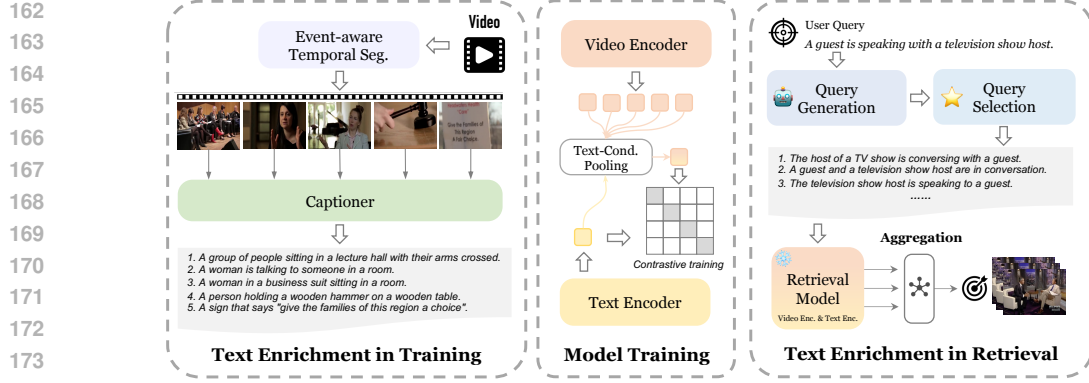 162
163
164
165
166
167
168
169
170
171
172
173
Video
Event-aware
Temporal Seg.
Captioner
1. A group of people sitting in a lecture hall with their arms crossed.
2. A woman is talking to someone in a room.
3. A woman in a business suit sitting in a room.
4. A person holding a wooden hammer on a wooden table.
5. A sign that says "give the families of this region a choice".
Text Enrichment in Training
Video Encoder
Text-Cond.
Pooling
Contrastive training
Text Encoder
Model Training
User Query
A guest is speaking with a television show host.
Query
Generation
Query
Selection
1. The host of a TV show is conversing with a guest.
2. A guest and a television show host are in conversation.
3. The television show host is speaking to a guest.
......
Aggregation
Retrieval
Model
Video Enc. & Text Enc.
Text Enrichment in Retrieval